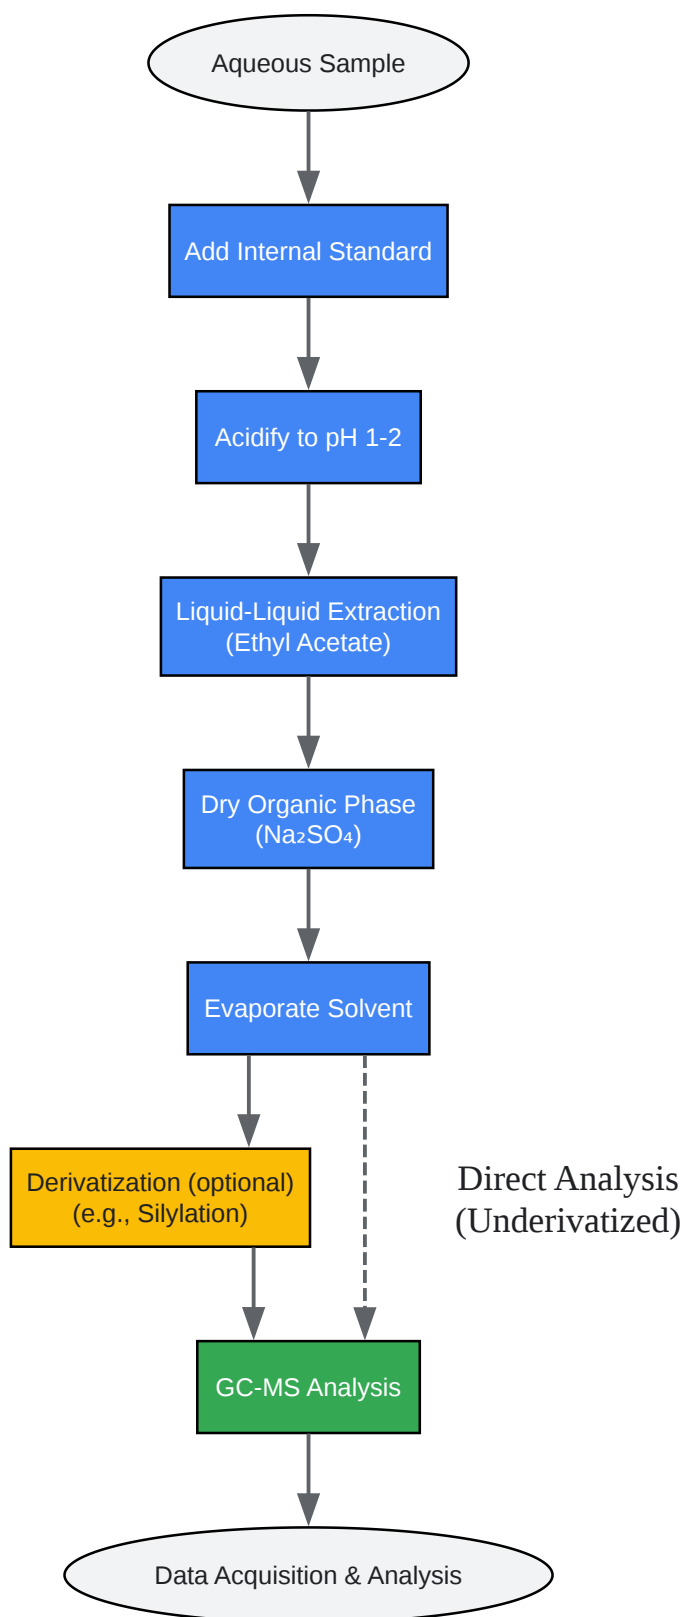 Aqueous Sample
Add Internal Standard
Acidify to pH 1-2
Liquid-Liquid Extraction
(Ethyl Acetate)
Dry Organic Phase
(Na₂SO₄)
Evaporate Solvent
Derivatization (optional)
(e.g., Silylation)
Direct Analysis
(Underivatized)
GC-MS Analysis
Data Acquisition & Analysis